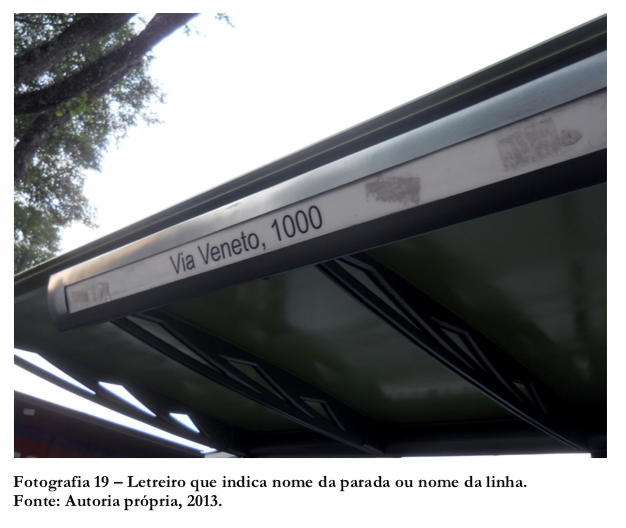 Via Veneto, 1000
Fotografia 19 – Letreiro que indica nome da parada ou nome da linha.
Fonte: Autoria própria, 2013.